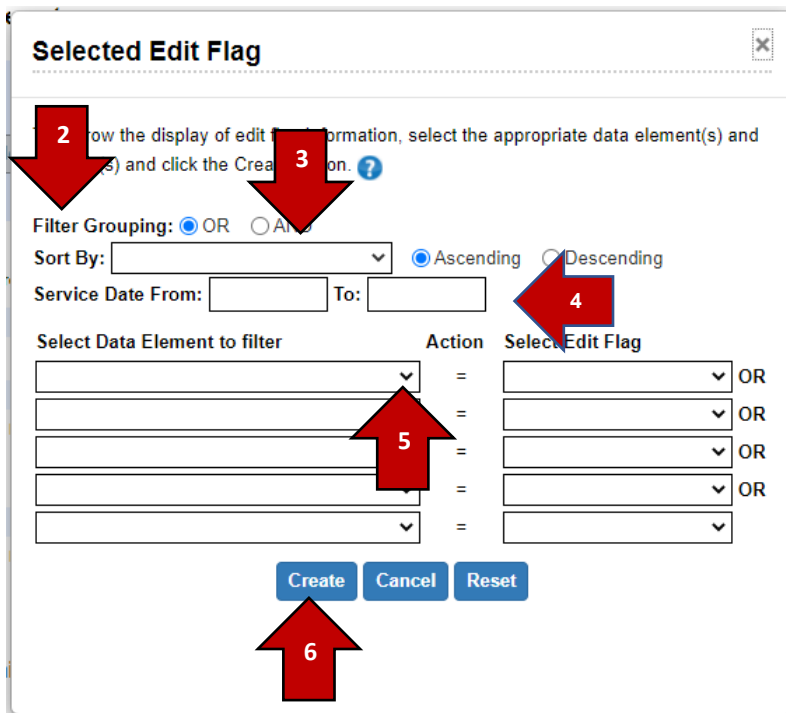 Selected Edit Flag
×
2
row the display of edit formation, select the appropriate data element(s) and
(s) and click the Crea on. ?
3
Filter Grouping: OR
Sort By: Ascending Descending
Service Date From: To:
4
Select Data Element to filter Action Select Edit Flag
= OR
= OR
5
= OR
= OR
=
Create Cancel Reset
6